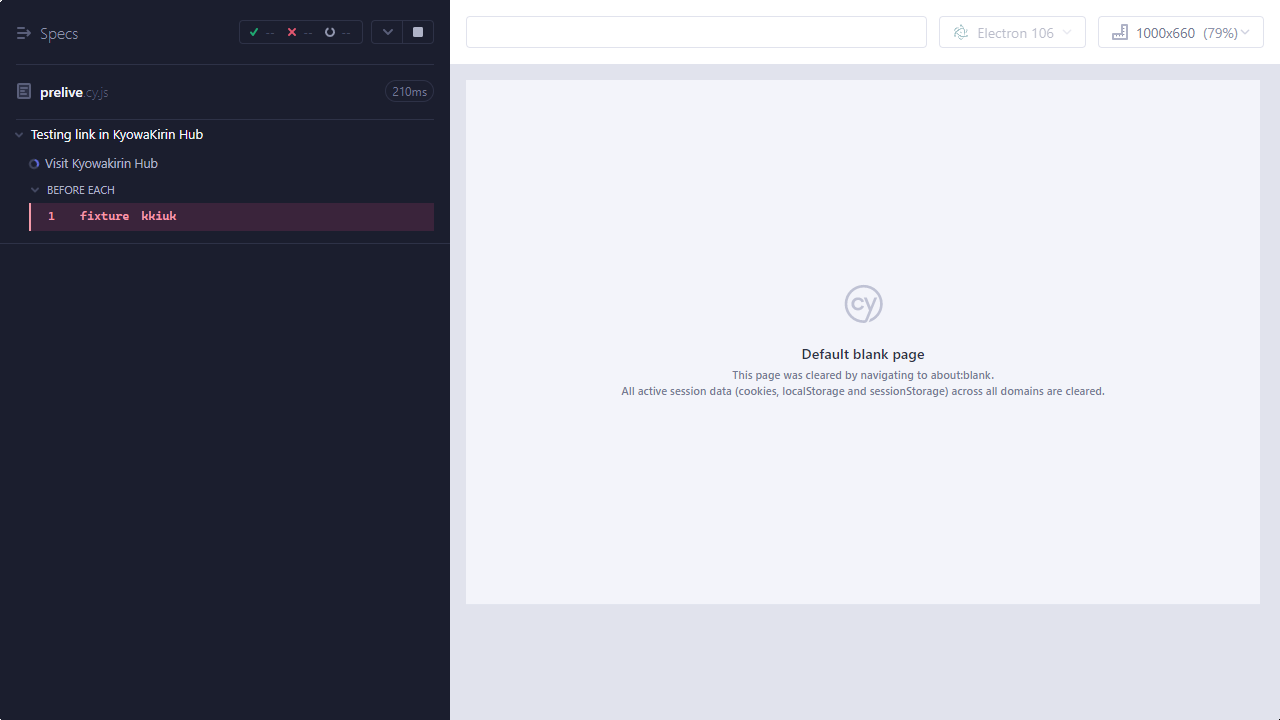 Specs
--
--
--
Electron 106
1000x660 (79%)
prelive.cy.js
210ms
Testing link in KyowaKirin Hub
Visit Kyowakirin Hub
BEFORE EACH
1 fixture kkiuk
cy
Default blank page
This page was cleared by navigating to about:blank.
All active session data (cookies, localStorage and sessionStorage) across all domains are cleared.